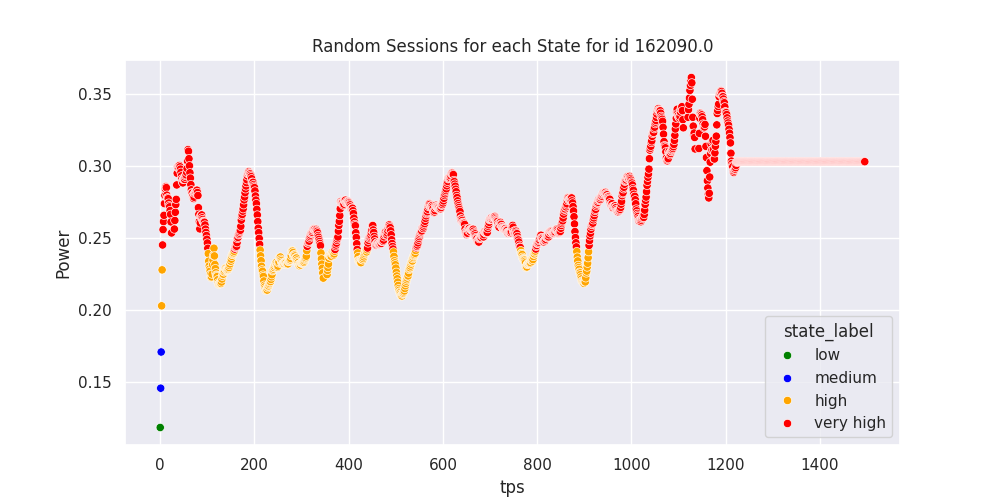 Random Sessions for each State for id 162090.0
Power
0.35
0.30
0.25
0.20
0.15
0 200 400 600 800 1000 1200 1400
tps
state_label
low
medium
high
very high